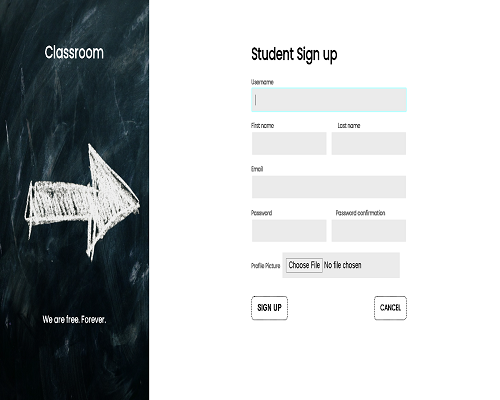 Classroom
We are free. Forever.
Student Sign up
Username
First name
Last name
Email
Password
Password confirmation
Profile Picture Choose File No file chosen
SIGN UP
CANCEL